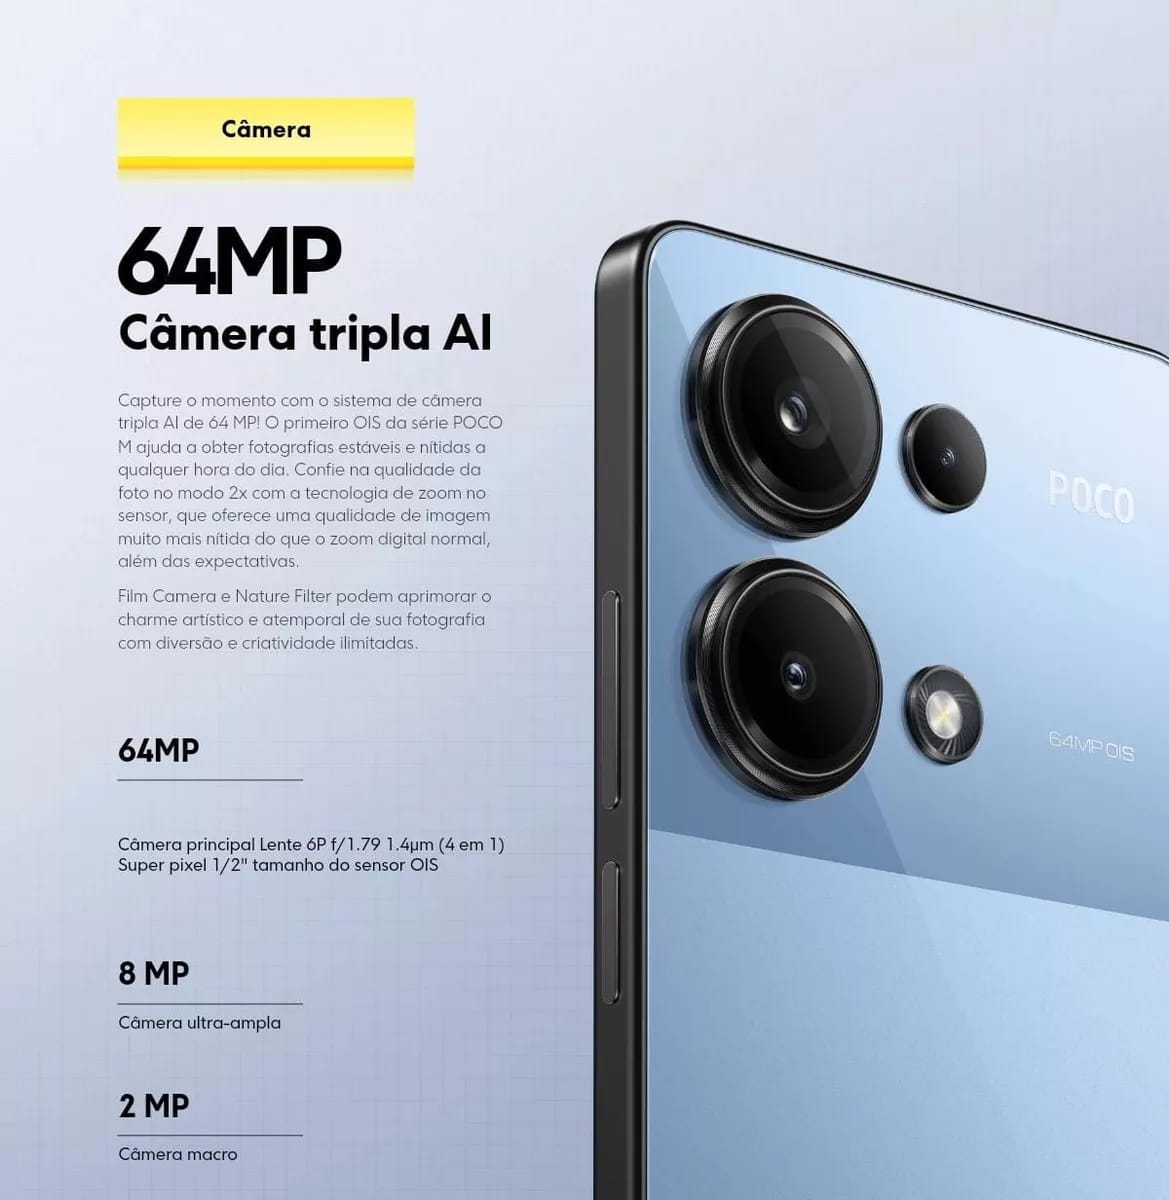 Câmera
64MP
Câmera tripla AI
Capture o momento com o sistema de câmera
tripla AI de 64 MP! O primeiro OIS da série POCO
M ajuda a obter fotografias estáveis e nítidas a
qualquer hora do dia. Confie na qualidade da
foto no modo 2x com a tecnologia de zoom no
sensor, que oferece uma qualidade de imagem
muito mais nítida do que o zoom digital normal,
além das expectativas.
Film Camera e Nature Filter podem aprimorar o
charme artístico e atemporal de sua fotografia
com diversão e criatividade ilimitadas.
64MP
Câmera principal Lente 6P f/1.79 1.4μm (4 em 1)
Super pixel 1/2" tamanho do sensor OIS
8 MP
Câmera ultra-ampla
2 MP
Câmera macro
POCO
64MP OIS